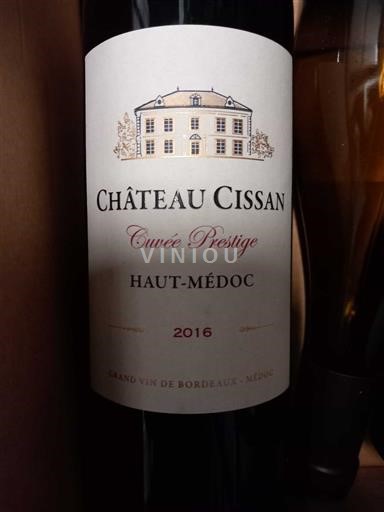 CHÂTEAU CISSAN
Cuvée Prestige
VINIOU
HAUT-MÉDOC
2016
GRAND VIN DE BORDEAUX - MÉDOC